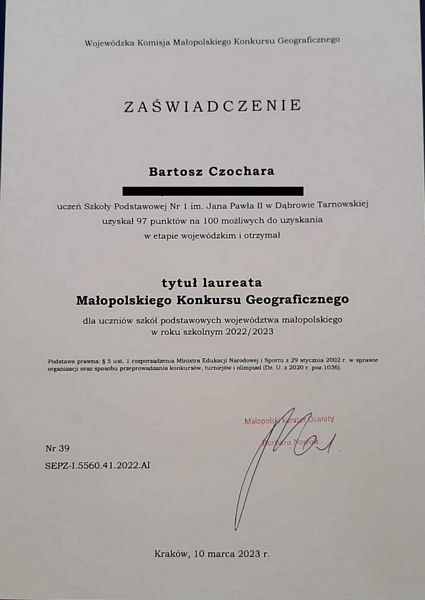 Wojewódzka Komisja Małopolskiego Konkursu Geograficznego
ZAŚWIADCZENIE
Bartosz Czochara
uczeń Szkoły Podstawowej Nr 1 im. Jana Pawła II w Dąbrowie Tarnowskiej
uzyskał 97 punktów na 100 możliwych do uzyskania
w etapie wojewódzkim i otrzymał
tytuł laureata
Małopolskiego Konkursu Geograficznego
dla uczniów szkół podstawowych województwa małopolskiego
w roku szkolnym 2022/2023
Podstawa prawna: § 5 ust. 1 rozporządzenia Ministra Edukacji Narodowej i Sportu z 29 stycznia 2002 r. w sprawie
organizacji oraz sposobu przeprowadzania konkursów, turniejów i olimpiad (Dz. U. z 2020 r. poz.1036).
Małopolski Kurator Oświaty
Barbara Nowak
Nr 39
SEPZ-I.5560.41.2022.AI
Kraków, 10 marca 2023 r.